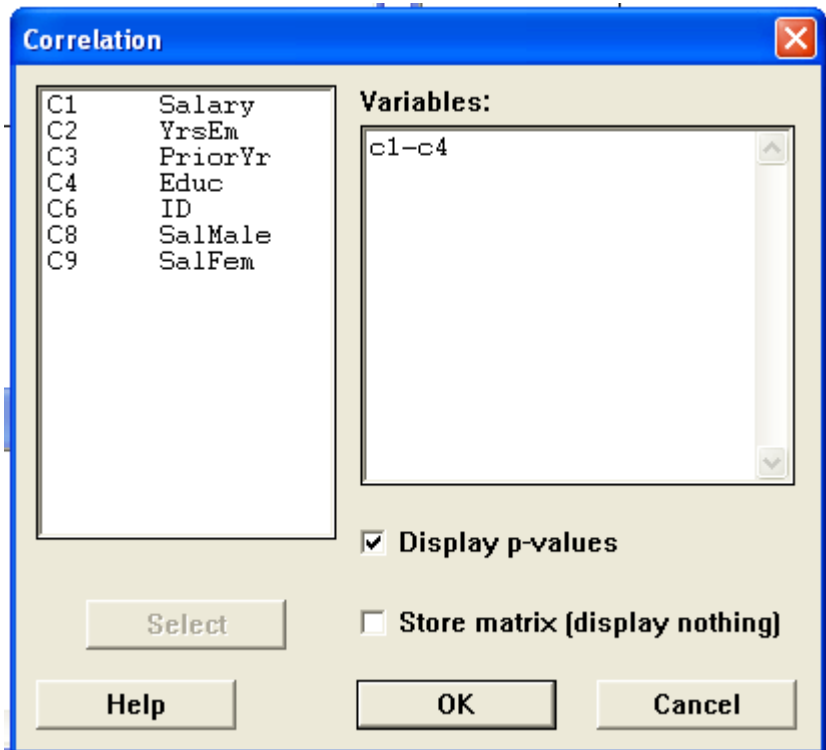 Correlation
C1 Salary
C2 YrsEm
C3 PriorYr
C4 Educ
C6 ID
C8 SalMale
C9 SalFem
Variables:
c1-c4
Display p-values
Select
Store matrix (display nothing)
Help
OK
Cancel